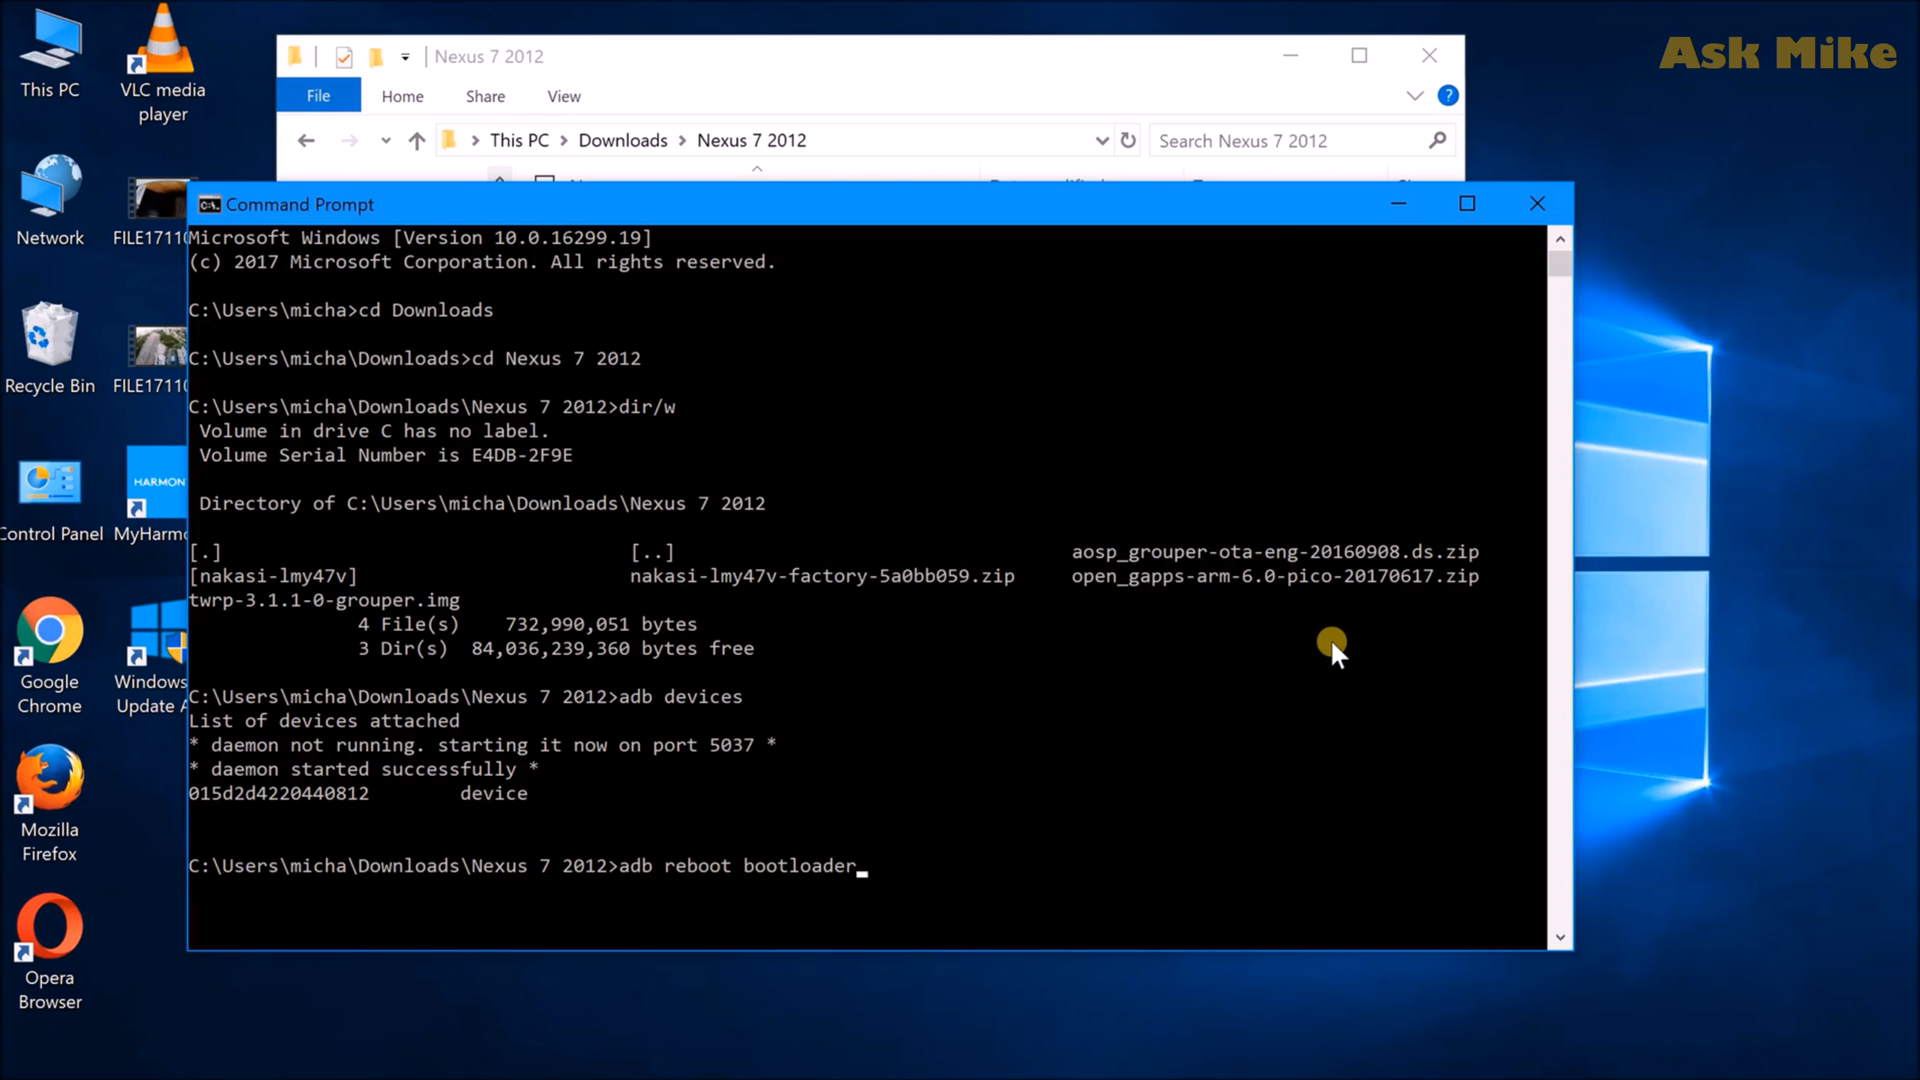 Ask Mike
This PC
VLC media
player
Network
FILE1711
Recycle Bin
FILE1711
Control Panel
MyHarmo
HARMON
Google
Chrome
Windows
Update A
Mozilla
Firefox
Opera
Browser
Nexus 7 2012
File Home Share View
This PC > Downloads > Nexus 7 2012
Search Nexus 7 2012
Command Prompt
Microsoft Windows [Version 10.0.16299.19]
(c) 2017 Microsoft Corporation. All rights reserved.
C:\Users\micha>cd Downloads
C:\Users\micha\Downloads>cd Nexus 7 2012
C:\Users\micha\Downloads\Nexus 7 2012>dir/w
Volume in drive C has no label.
Volume Serial Number is E4DB-2F9E
Directory of C:\Users\micha\Downloads\Nexus 7 2012
[.] [..] aosp_grouper-ota-eng-20160908.ds.zip
[nakasi-lmy47v] nakasi-lmy47v-factory-5a0bb059.zip open_gapps-arm-6.0-pico-20170617.zip
twrp-3.1.1-0-grouper.img
4 File(s) 732,990,051 bytes
3 Dir(s) 84,036,239,360 bytes free
C:\Users\micha\Downloads\Nexus 7 2012>adb devices
List of devices attached
* daemon not running. starting it now on port 5037 *
* daemon started successfully *
015d2d4220440812 device
C:\Users\micha\Downloads\Nexus 7 2012>adb reboot bootloader